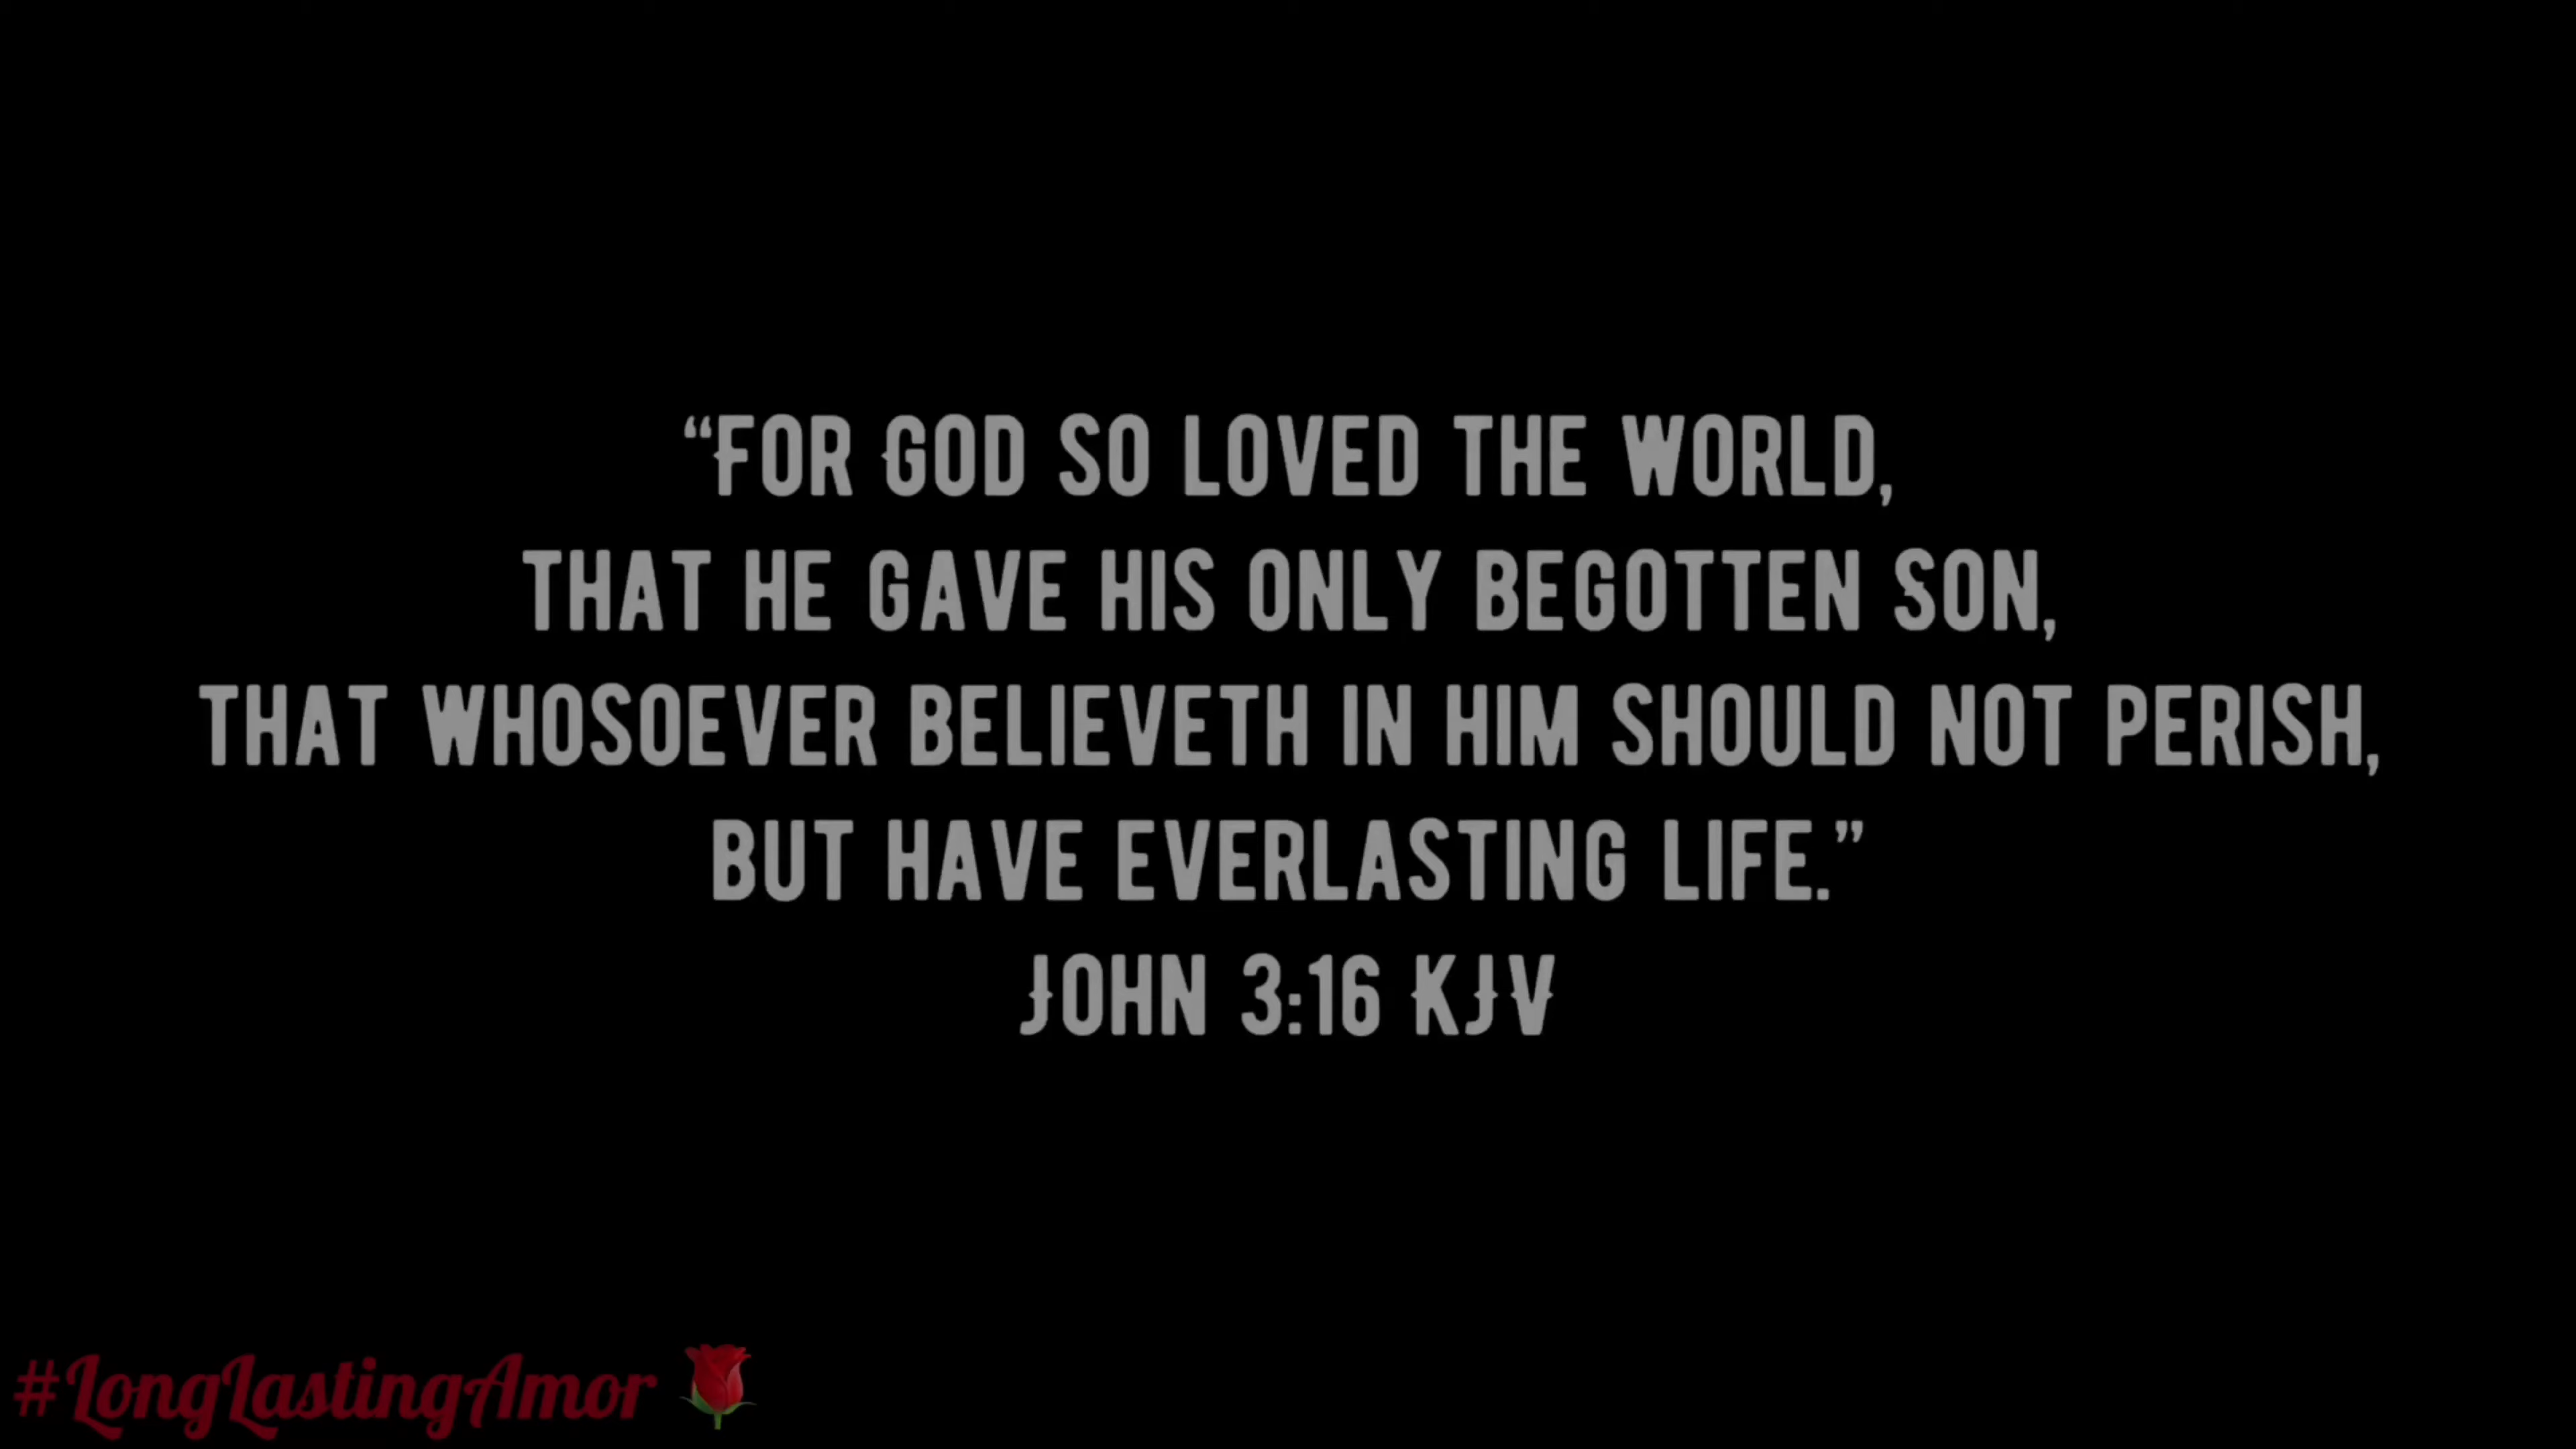 “For God so loved the world,
that he gave his only begotten Son,
that whosoever believeth in him should not perish,
but have everlasting life.”
John 3:16 KJV
#LongLastingAmor 🌹